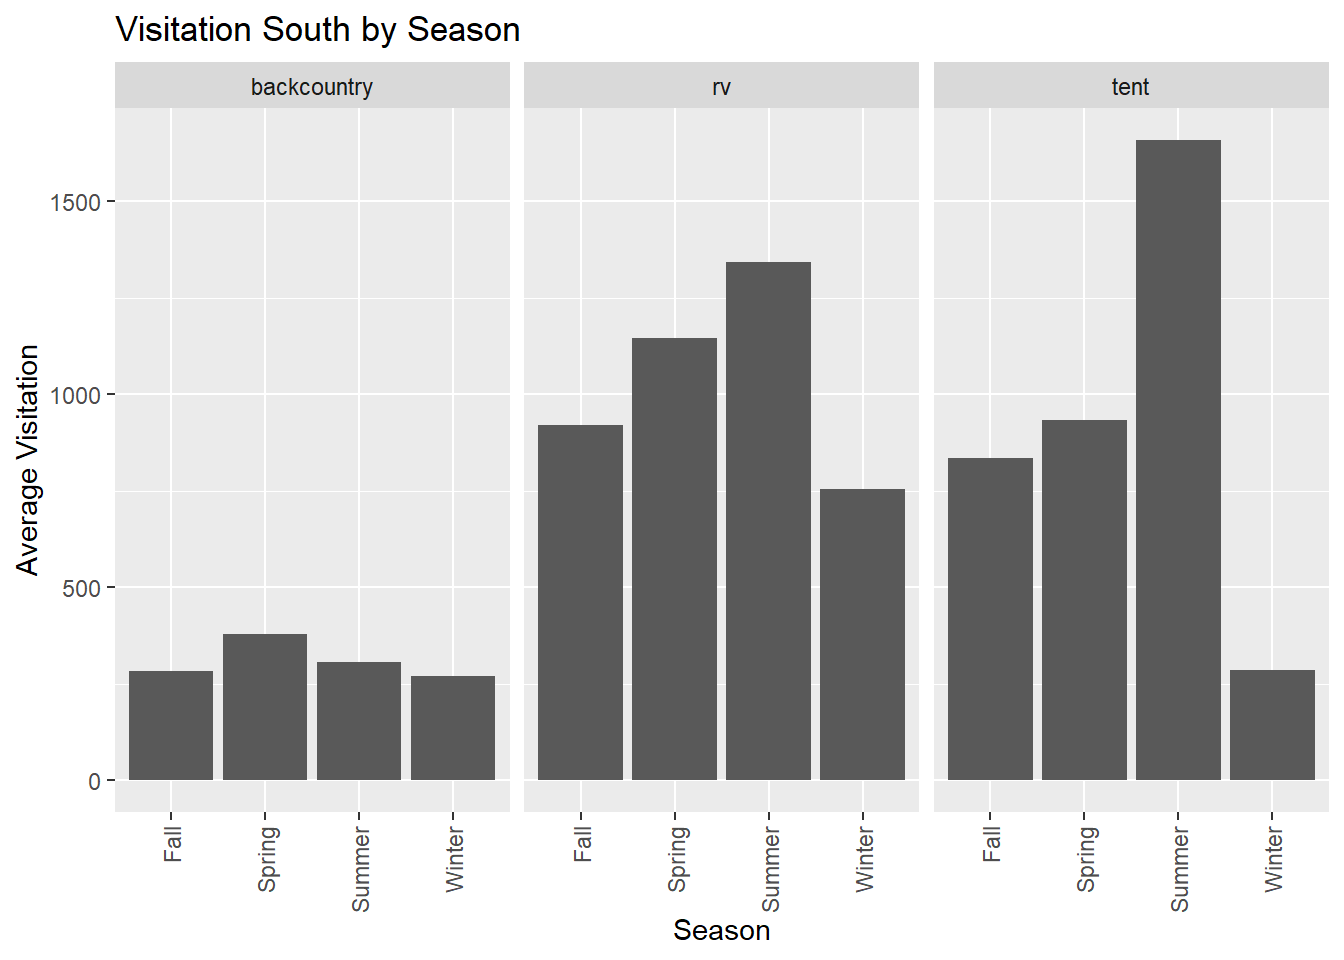 Visitation South by Season
backcountry
rv
tent
Average Visitation
1500
1000
500
0
Fall
Spring
Summer
Winter
Fall
Spring
Summer
Winter
Fall
Spring
Summer
Winter
Season